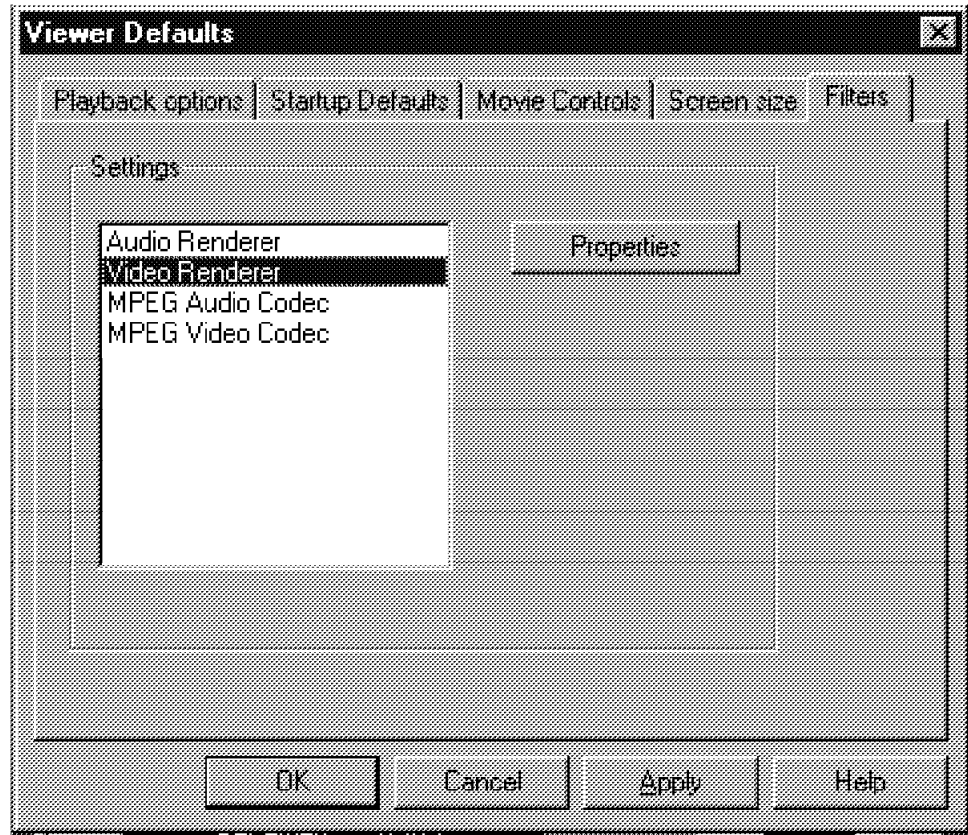 Viewer Defaults
Playback options Startup Defaults Movie Controls Screen size Filters
Settings
Audio Renderer
Properties
Video Renderer
MPEG Audio Codec
MPEG Video Codec
OK Cancel Apply Help